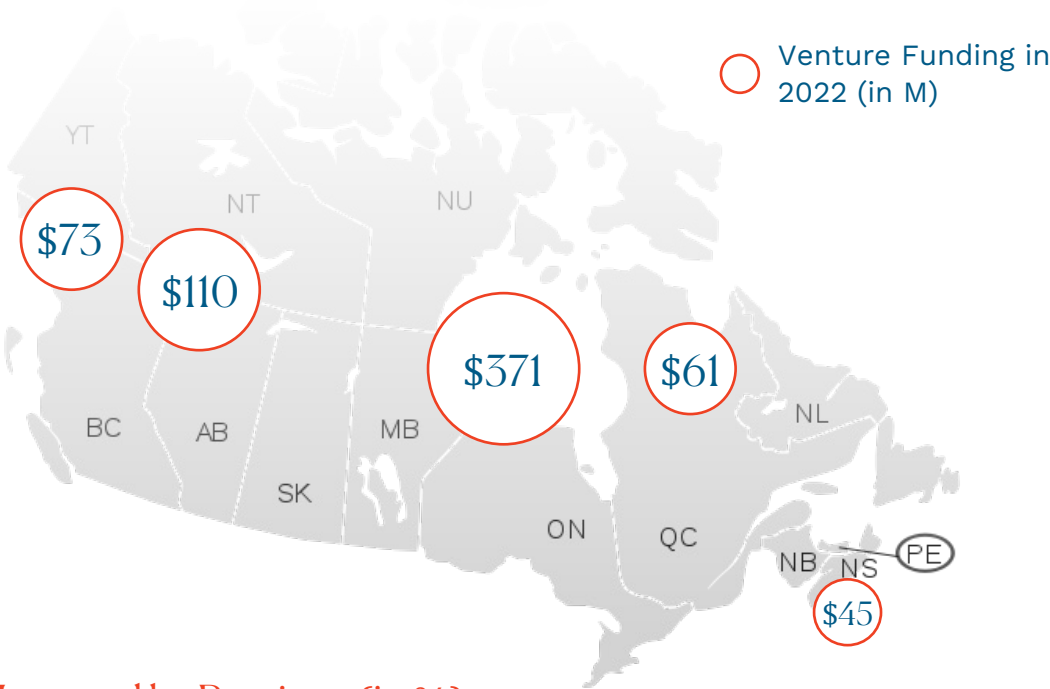 Venture Funding in
2022 (in M)
YT
NT
NU
$73
$110
$371
$61
BC
AB
SK
MB
ON
QC
NL
NB
NS
PE
$45